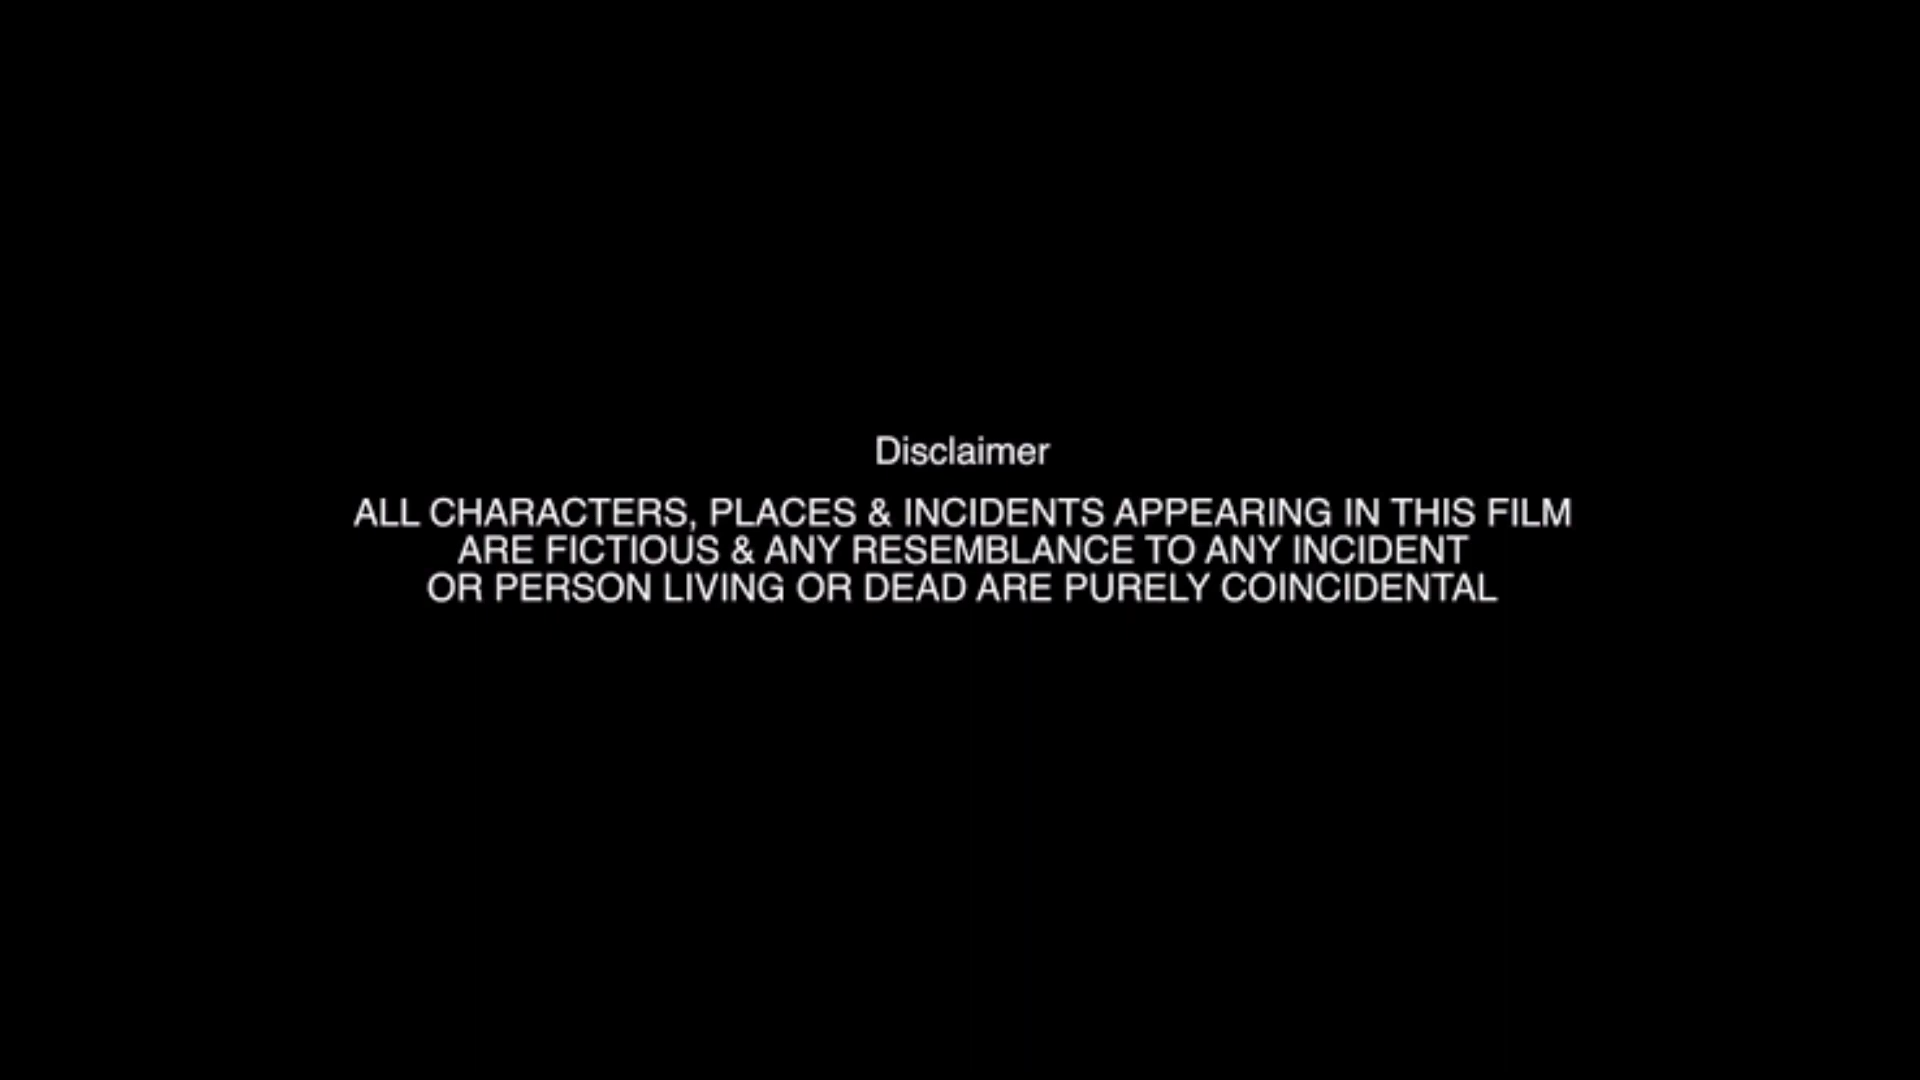 Disclaimer
ALL CHARACTERS, PLACES & INCIDENTS APPEARING IN THIS FILM
ARE FICTIOUS & ANY RESEMBLANCE TO ANY INCIDENT
OR PERSON LIVING OR DEAD ARE PURELY COINCIDENTAL